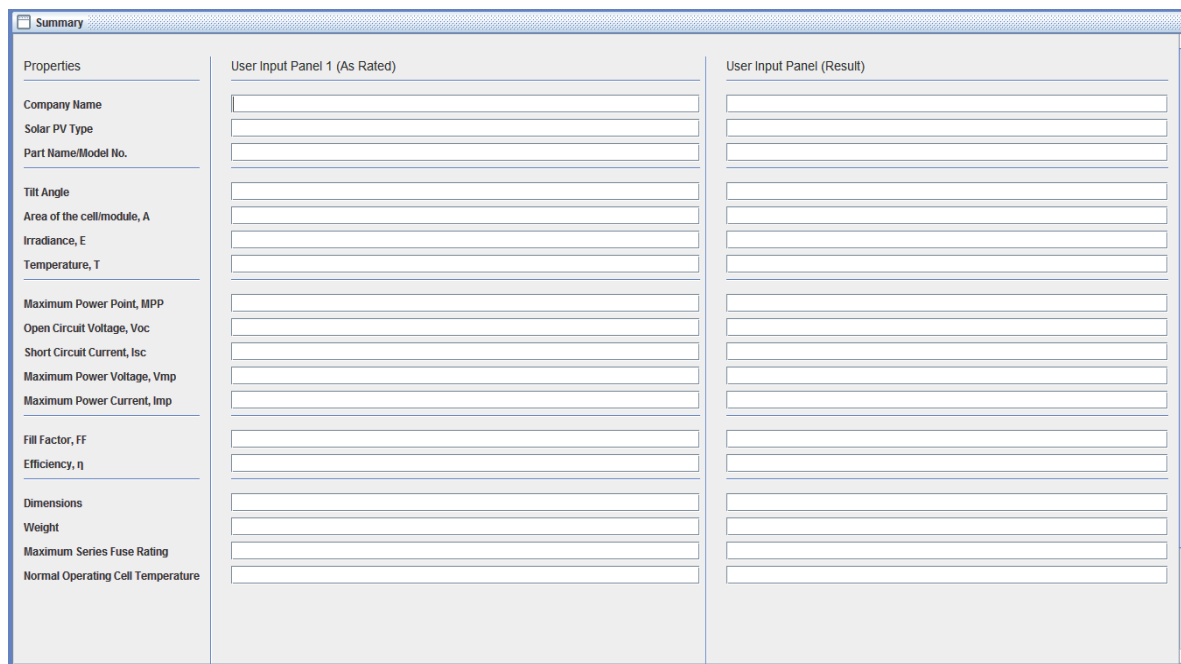 Summary
Properties
User Input Panel 1 (As Rated)
User Input Panel (Result)
Company Name
Solar PV Type
Part Name/Model No.
Tilt Angle
Area of the cell/module, A
Irradiance, E
Temperature, T
Maximum Power Point, MPP
Open Circuit Voltage, Voc
Short Circuit Current, Isc
Maximum Power Voltage, Vmp
Maximum Power Current, Imp
Fill Factor, FF
Efficiency, η
Dimensions
Weight
Maximum Series Fuse Rating
Normal Operating Cell Temperature